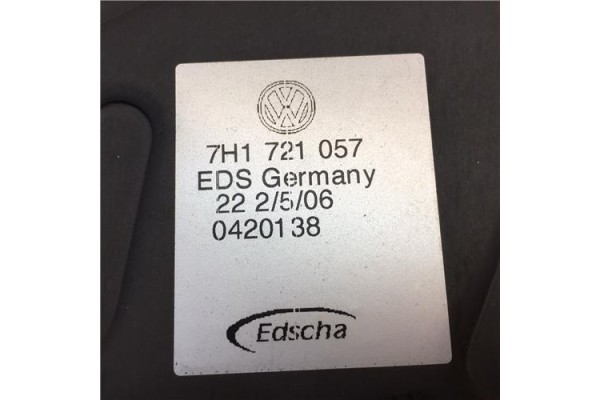 7H1 721 057
EDS Germany
22 2/5/06
0420138
Edscha